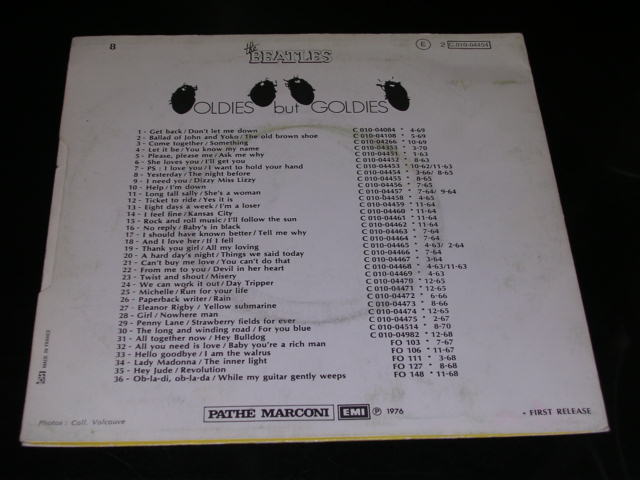 8
the BEATLES
E 2 C.010-04454
OLDIES but GOLDIES
1 - Get back / Don't let me down C 010-04084 * 4-69
2 - Ballad of John and Yoko / The old brown shoe C 010-04108 * 5-69
3 - Come together / Something C 010-04266 * 10-69
4 - Let it be / You know my name C 010-04353 * 3-70
5 - Please, please me / Ask me why C 010-04451 * 1-63
6 - She loves you / I'll get you C 010-04452 * 8-63
7 - PS : I love you / I want to hold your hand C 010-04453 * 10-62/11-63
8 - Yesterday / The night before C 010-04454 * 3-66/ 8-65
9 - I need you / Dizzy Miss Lizzy C 010-04455 * 8-65
10 - Help / I'm down C 010-04456 * 7-65
11 - Long tall sally / She's a woman C 010-04457 * 7-64/ 9-64
12 - Ticket to ride / Yes it is C 010-04458 * 4-65
13 - Eight days a week / I'm a loser C 010-04459 * 11-64
14 - I feel fine / Kansas City C 010-04460 * 11-64
15 - Rock and roll music / I'll follow the sun C 010-04461 * 11-64
16 - No reply / Baby's in black C 010-04462 * 11-64
17 - I should have known better / Tell me why C 010-04463 * 7-64
18 - And I love her / If I fell C 010-04464 * 7-64
19 - Thank you girl / All my loving C 010-04465 * 4-63/ 2-64
20 - A hard day's night / Things we said today C 010-04466 * 7-64
21 - Can't buy me love / You can't do that C 010-04467 * 3-64
22 - From me to you / Devil in her heart C 010-04468 * 4-63/11-63
23 - Twist and shout / Misery C 010-04469 * 4-63
24 - We can work it out / Day Tripper C 010-04470 * 12-65
25 - Michelle / Run for your life C 010-04471 * 12-65
26 - Paperback writer / Rain C 010-04472 * 6-66
27 - Eleanor Rigby / Yellow submarine C 010-04473 * 8-66
28 - Girl / Nowhere man C 010-04474 * 12-65
29 - Penny Lane / Strawberry fields for ever C 010-04475 * 2-67
30 - The long and winding road / For you blue C 010-04514 * 8-70
31 - All together now / Hey Bulldog C 010-04982 * 12-68
32 - All you need is love / Baby you're a rich man FO 103 * 7-67
33 - Hello goodbye / I am the walrus FO 106 * 11-67
34 - Lady Madonna / The inner light FO 111 * 3-68
35 - Hey Jude / Revolution FO 127 * 8-68
36 - Ob-la-di, ob-la-da / While my guitar gently weeps FO 148 * 11-68
MADE IN FRANCE
PATHÉ MARCONI EMI ℗ 1976
* FIRST RELEASE
Photos : Coll. Valcauve